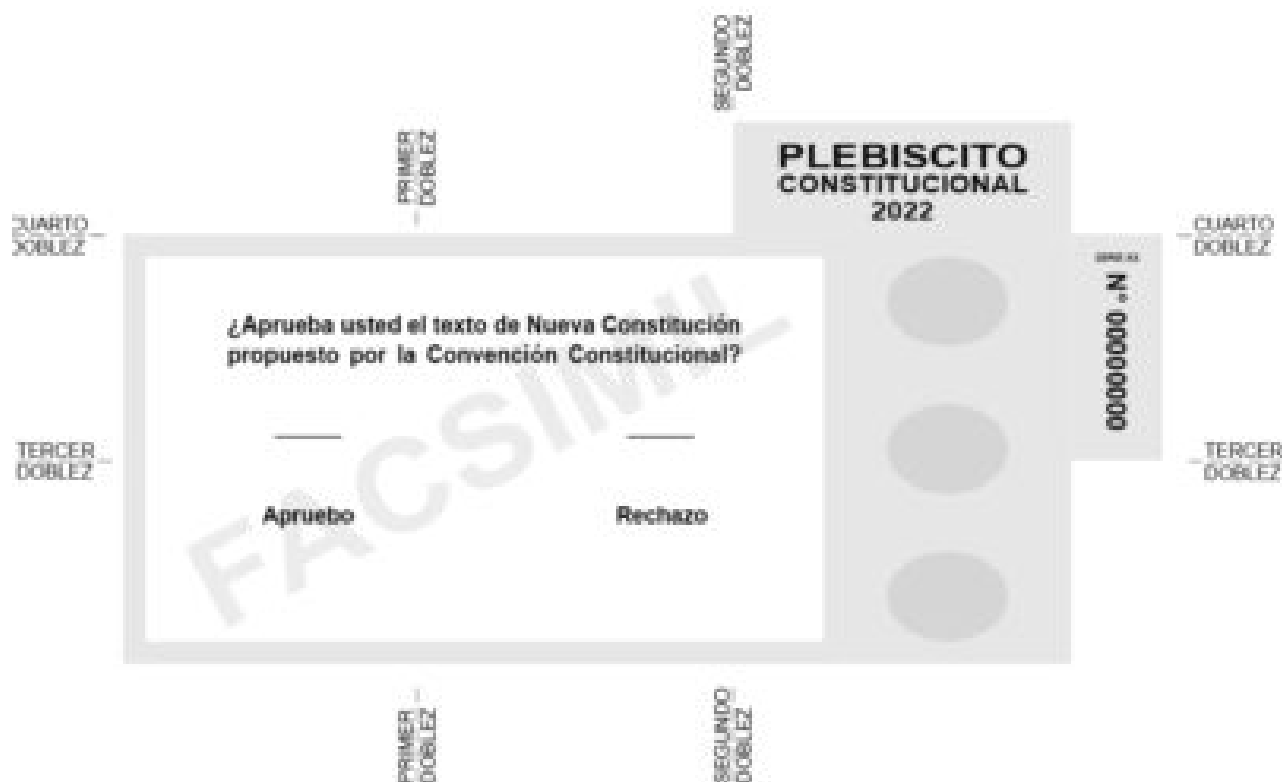 SEGUNDO
DOBLEZ
PRIMER
DOBLEZ
PLEBISCITO
CONSTITUCIONAL
2022
CUARTO
DOBLEZ
CUARTO
DOBLEZ
N° 0000000
¿Aprueba usted el texto de Nueva Constitución
propuesto por la Convención Constitucional?
FACSIMIL
TERCER
DOBLEZ
TERCER
DOBLEZ
Apruebo
Rechazo
PRIMER
DOBLEZ
SEGUNDO
DOBLEZ